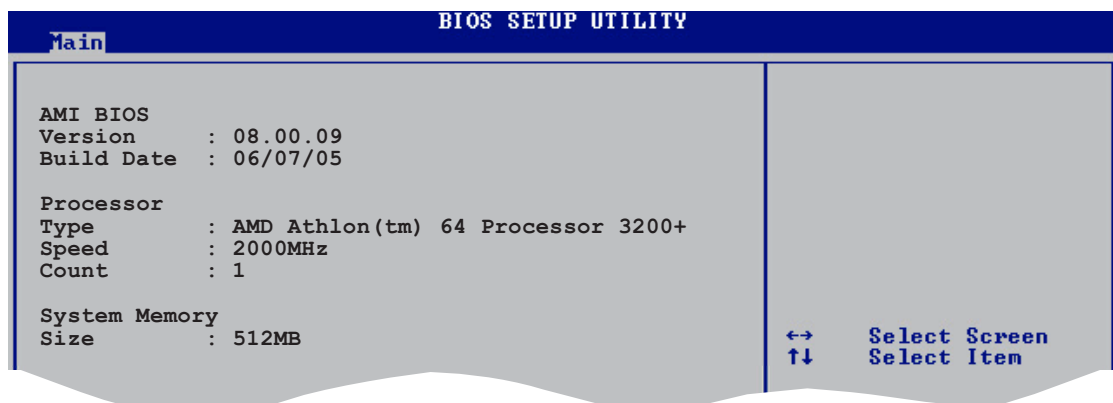 BIOS SETUP UTILITY
Main
AMI BIOS
Version : 08.00.09
Build Date : 06/07/05
Processor
Type : AMD Athlon(tm) 64 Processor 3200+
Speed : 2000MHz
Count : 1
System Memory
Size : 512MB
↔ Select Screen
↑↓ Select Item